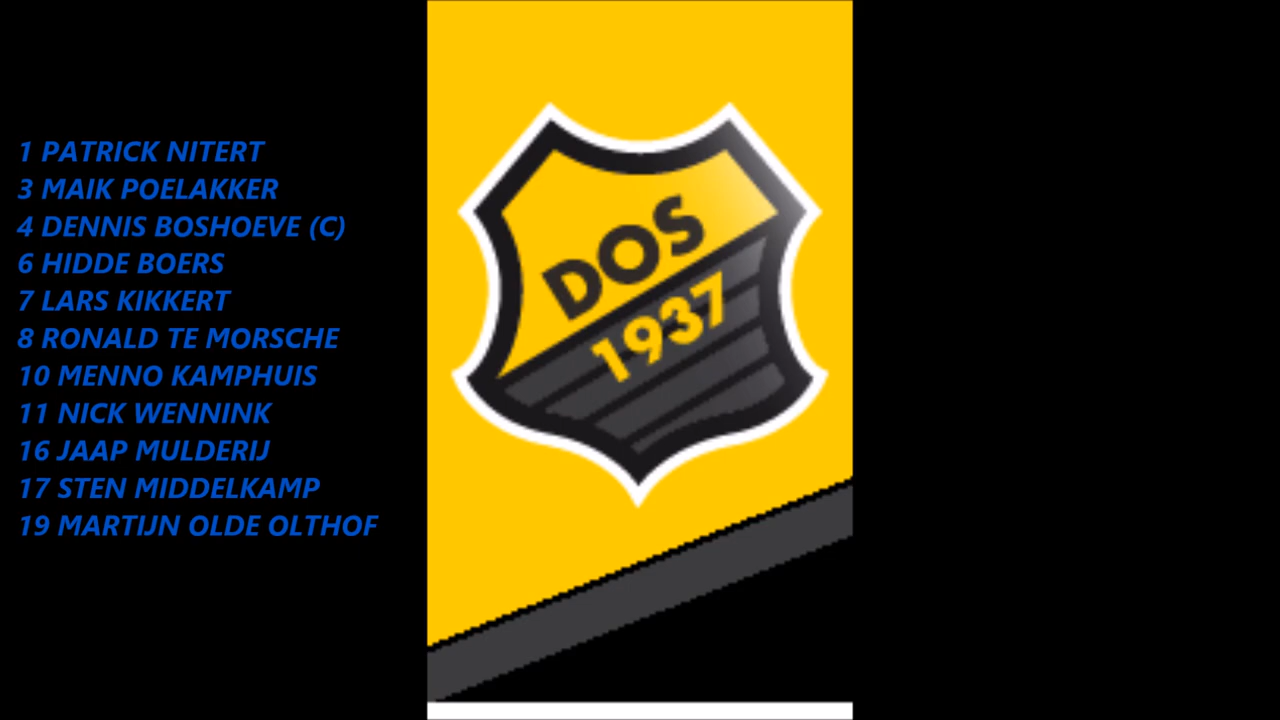 1 PATRICK NITERT
3 MAIK POELAKKER
4 DENNIS BOSHOEVE (C)
6 HIDDE BOERS
7 LARS KIKKERT
8 RONALD TE MORSCHE
10 MENNO KAMPHUIS
11 NICK WENNINK
16 JAAP MULDERIJ
17 STEN MIDDELKAMP
19 MARTIJN OLDE OLTHOF
DOS
1937